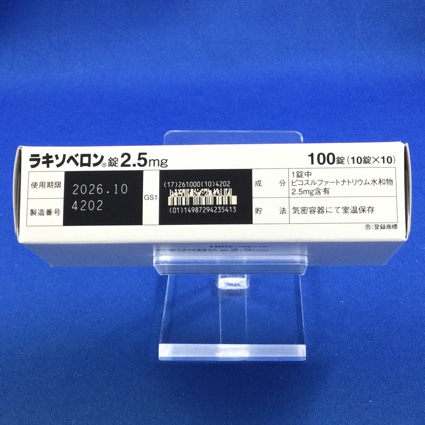 ラキソベロン®錠2.5mg
100錠(10錠×10)
使用期限
2026.10
製造番号
4202
GS1
(17)261000(10)4202
(01)14987294235413
成分
1錠中
ピコスルファートナトリウム水和物
2.5mg含有
貯法
気密容器にて室温保存
®:登録商標